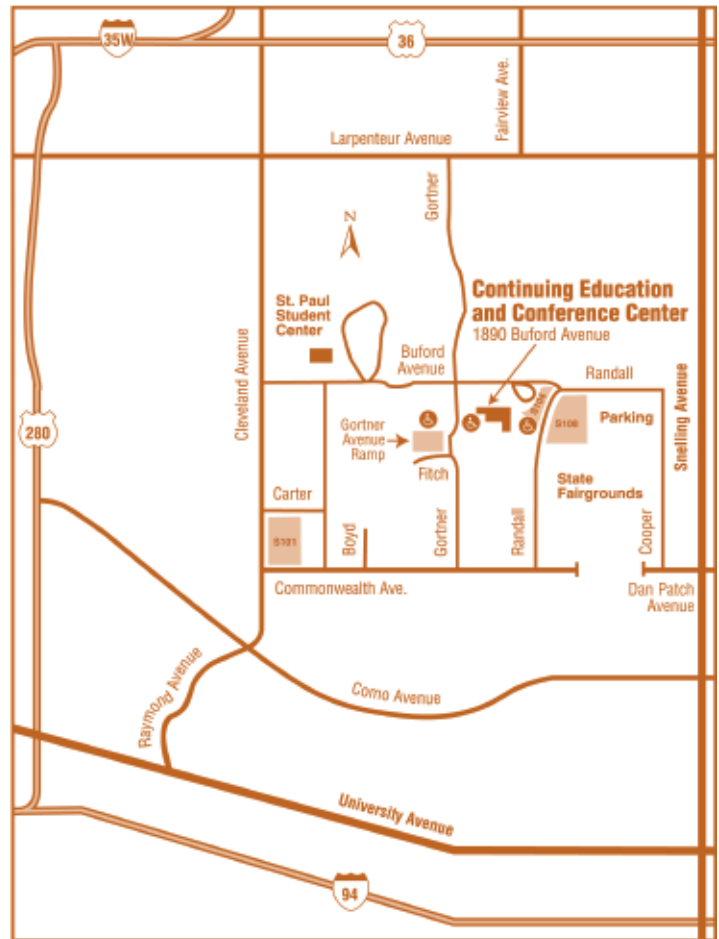 35W
36
Fairview Ave.
Larpenteur Avenue
Gortner
N
Continuing Education
and Conference Center
1890 Buford Avenue
St. Paul
Student
Center
Cleveland Avenue
Buford
Avenue
Randall
Snelling Avenue
280
Gortner
Avenue
Ramp
S104
S108
Parking
Fitch
State
Fairgrounds
Carter
S101
Boyd
Gortner
Randall
Cooper
Commonwealth Ave.
Dan Patch
Avenue
Raymond Avenue
Como Avenue
University Avenue
94